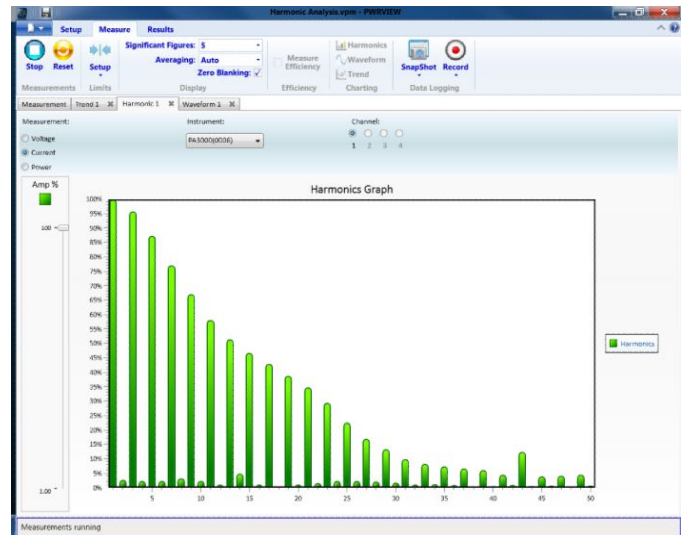 Harmonic Analysis.vpm - PWRVIEW
Setup Measure Results
Stop Reset
Measurements
Setup
Limits
Significant Figures: 5
Averaging: Auto
Zero Blanking:
Display
Measure Efficiency
Efficiency
Harmonics
Waveform
Trend
Charting
SnapShot Record
Data Logging
Measurement Trend 1 Harmonic 1 Waveform 1
Measurement:
Voltage
Current
Power
Instrument:
PA3000(0006)
Channel:
1 2 3 4
Amp %
100
1.00
Harmonics Graph
100%
95%
90%
85%
80%
75%
70%
65%
60%
55%
50%
45%
40%
35%
30%
25%
20%
15%
10%
5%
0%
5 10 15 20 25 30 35 40 45 50
Harmonics
Measurements running